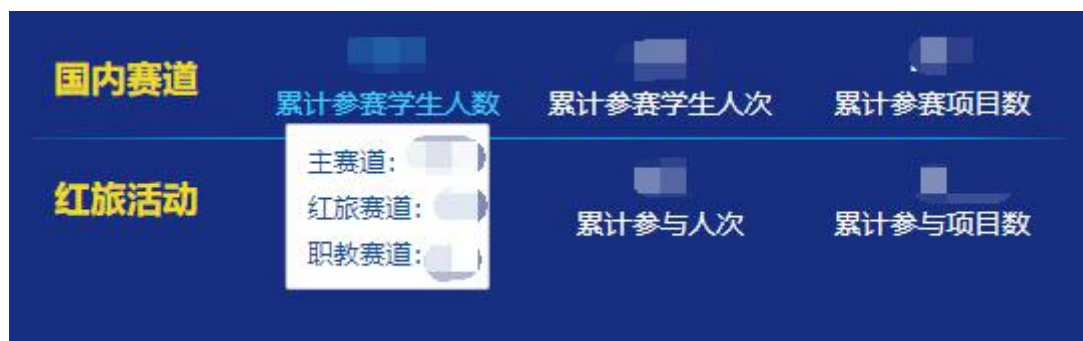 国内赛道
累计参赛学生人数
累计参赛学生人次
累计参赛项目数
主赛道：
红旅赛道：
职教赛道：
红旅活动
累计参与人次
累计参与项目数